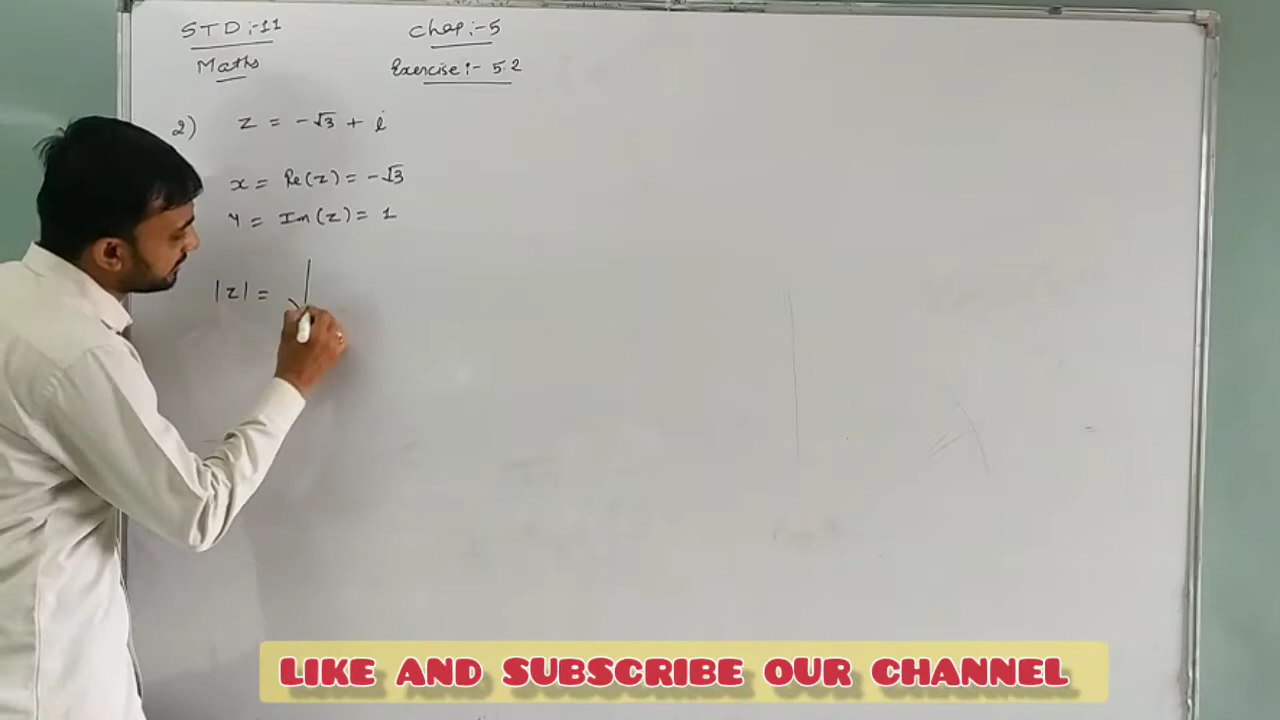 STD :- 11
Maths
Chap :- 5
Exercise :- 5.2
2) z = -√3 + i
x = Re(z) = -√3
y = Im(z) = 1
|z| = √
LIKE AND SUBSCRIBE OUR CHANNEL